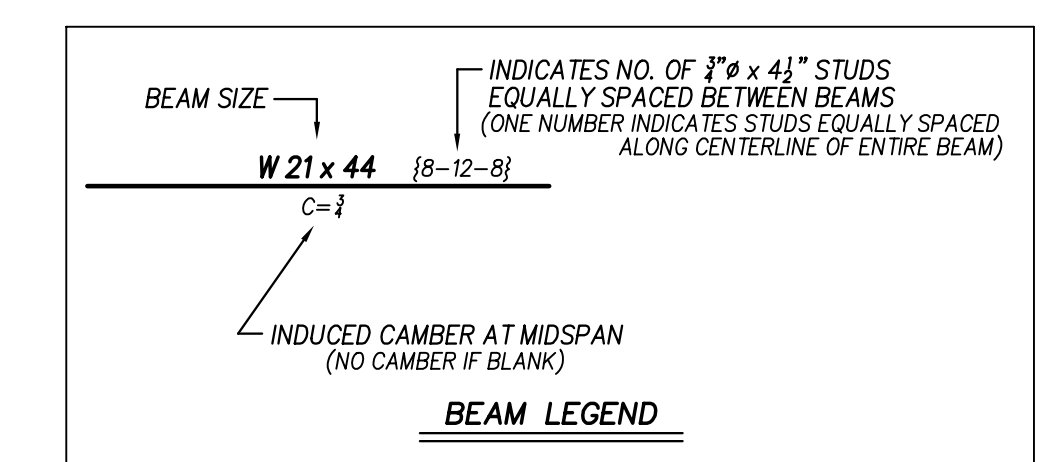 INDICATES NO. OF ¾"ø x 4½" STUDS
EQUALLY SPACED BETWEEN BEAMS
(ONE NUMBER INDICATES STUDS EQUALLY SPACED
ALONG CENTERLINE OF ENTIRE BEAM)
BEAM SIZE
W 21 x 44 {8-12-8}
C=¾
INDUCED CAMBER AT MIDSPAN
(NO CAMBER IF BLANK)
BEAM LEGEND